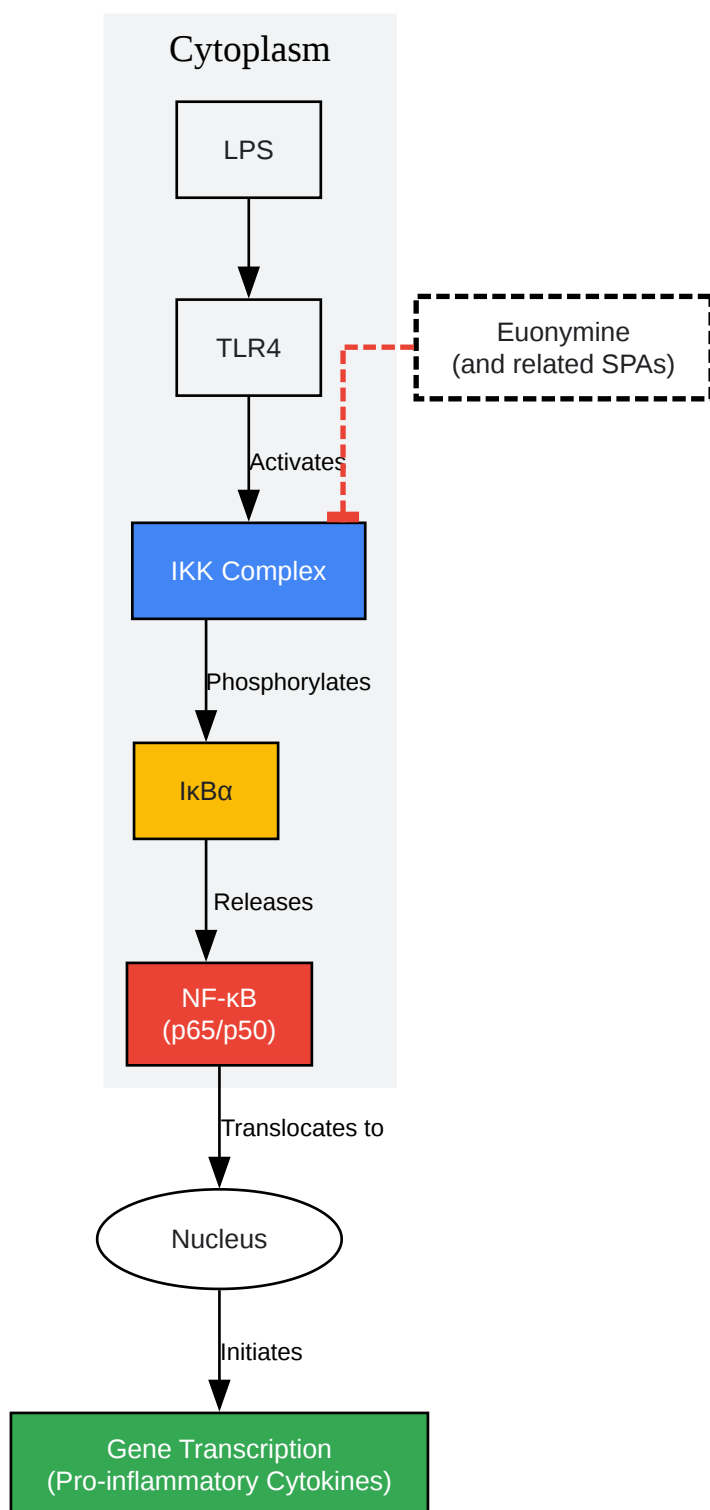 Cytoplasm
LPS
TLR4
Euonymine
(and related SPAs)
Activates
IKK Complex
Phosphorylates
IκBα
Releases
NF-κB
(p65/p50)
Translocates to
Nucleus
Initiates
Gene Transcription
(Pro-inflammatory Cytokines)